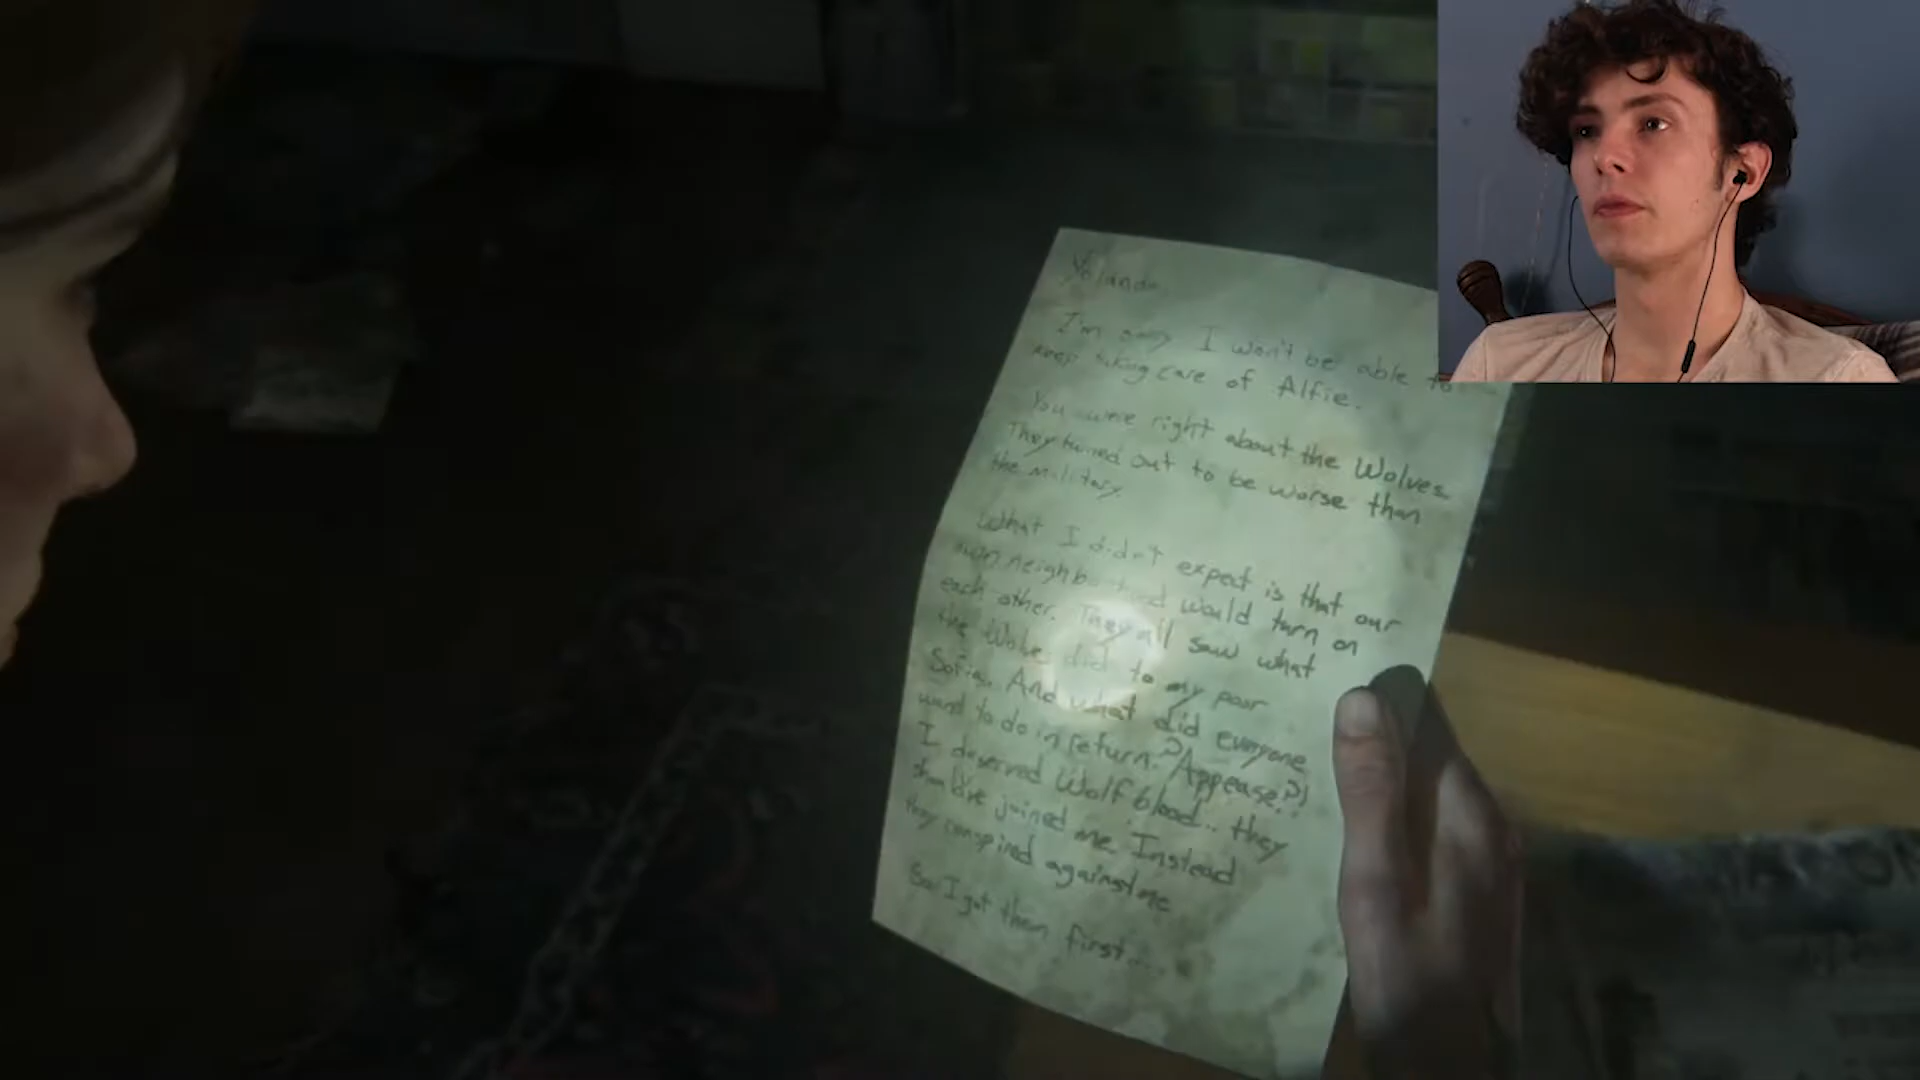 Yolanda,
I'm sorry I won't be able to
keep taking care of Alfie.
You were right about the Wolves.
They turned out to be worse than
the military.
What I didn't expect is that our
own neighborhood would turn on
each other. They all saw what
the Wolves did to my poor
Sofia. And what did everyone
want to do in return? Appease?!
I deserved Wolf blood.. they
should've joined me. Instead
they conspired against me
So I got them first....